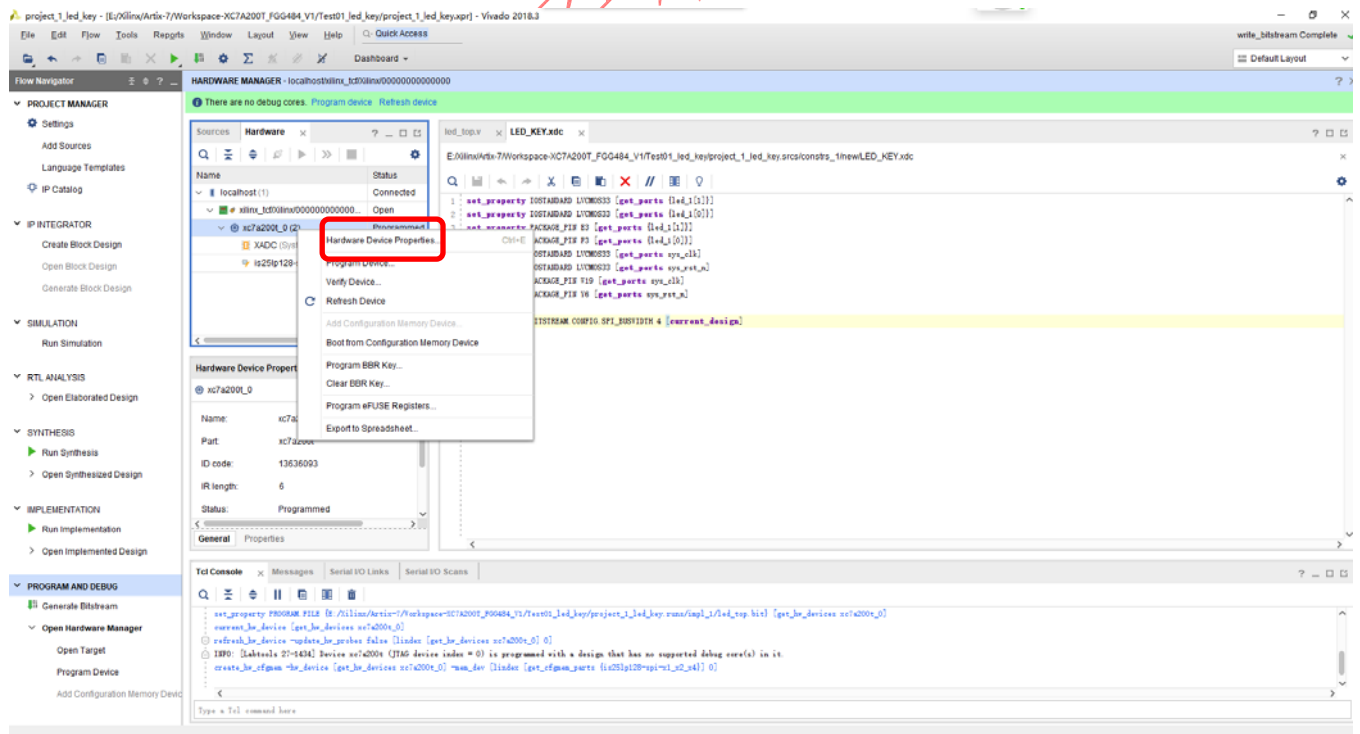 project_1_led_key - [E:/Xilinx/Artix-7/Workspace-XC7A200T_FGG484_V1/Test01_led_key/project_1_led_key.xpr] - Vivado 2018.3
File Edit Flow Tools Reports Window Layout View Help Quick Access
write_bitstream Complete
Dashboard
Default Layout
Flow Navigator
HARDWARE MANAGER - localhost/xilinx_tcf/Xilinx/00000000000000
There are no debug cores. Program device Refresh device
PROJECT MANAGER
Settings
Add Sources
Language Templates
IP Catalog
IP INTEGRATOR
Create Block Design
Open Block Design
Generate Block Design
SIMULATION
Run Simulation
RTL ANALYSIS
Open Elaborated Design
SYNTHESIS
Run Synthesis
Open Synthesized Design
IMPLEMENTATION
Run Implementation
Open Implemented Design
PROGRAM AND DEBUG
Generate Bitstream
Open Hardware Manager
Open Target
Program Device
Add Configuration Memory Devic
Sources Hardware
Name Status
localhost (1) Connected
xilinx_tcf/Xilinx/000000000000... Open
xc7a200t_0 (2) Programmed
XADC (Syst
is25lp128-
Hardware Device Properties... Ctrl+E
Program Device...
Verify Device...
Refresh Device
Add Configuration Memory Device...
Boot from Configuration Memory Device
Program BBR Key...
Clear BBR Key...
Program eFUSE Registers...
Export to Spreadsheet...
Hardware Device Propert
xc7a200t_0
Name: xc7a2
Part: xc7a200t
ID code: 13636093
IR length: 6
Status: Programmed
General Properties
led_top.v LED_KEY.xdc
E:/Xilinx/Artix-7/Workspace-XC7A200T_FGG484_V1/Test01_led_key/project_1_led_key.srcs/constrs_1/new/LED_KEY.xdc
1 set_property IOSTANDARD LVCMOS33 [get_ports {led_1[1]}]
2 set_property IOSTANDARD LVCMOS33 [get_ports {led_1[0]}]
3 set_property PACKAGE_PIN E3 [get_ports {led_1[1]}]
ACKAGE_PIN F3 [get_ports {led_1[0]}]
OSTANDARD LVCMOS33 [get_ports sys_clk]
OSTANDARD LVCMOS33 [get_ports sys_rst_n]
ACKAGE_PIN V19 [get_ports sys_clk]
ACKAGE_PIN Y6 [get_ports sys_rst_n]
ITSTREAM.CONFIG.SPI_BUSWIDTH 4 [current_design]
Tcl Console Messages Serial I/O Links Serial I/O Scans
set_property PROGRAM.FILE {E:/Xilinx/Artix-7/Workspace-XC7A200T_FGG484_V1/Test01_led_key/project_1_led_key.runs/impl_1/led_top.bit} [get_hw_devices xc7a200t_0]
current_hw_device [get_hw_devices xc7a200t_0]
refresh_hw_device -update_hw_probes false [lindex [get_hw_devices xc7a200t_0] 0]
INFO: [Labtools 27-1434] Device xc7a200t (JTAG device index = 0) is programmed with a design that has no supported debug core(s) in it.
create_hw_cfgmem -hw_device [get_hw_devices xc7a200t_0] -mem_dev [lindex [get_cfgmem_parts {is25lp128-spi-x1_x2_x4}] 0]
Type a Tcl command here